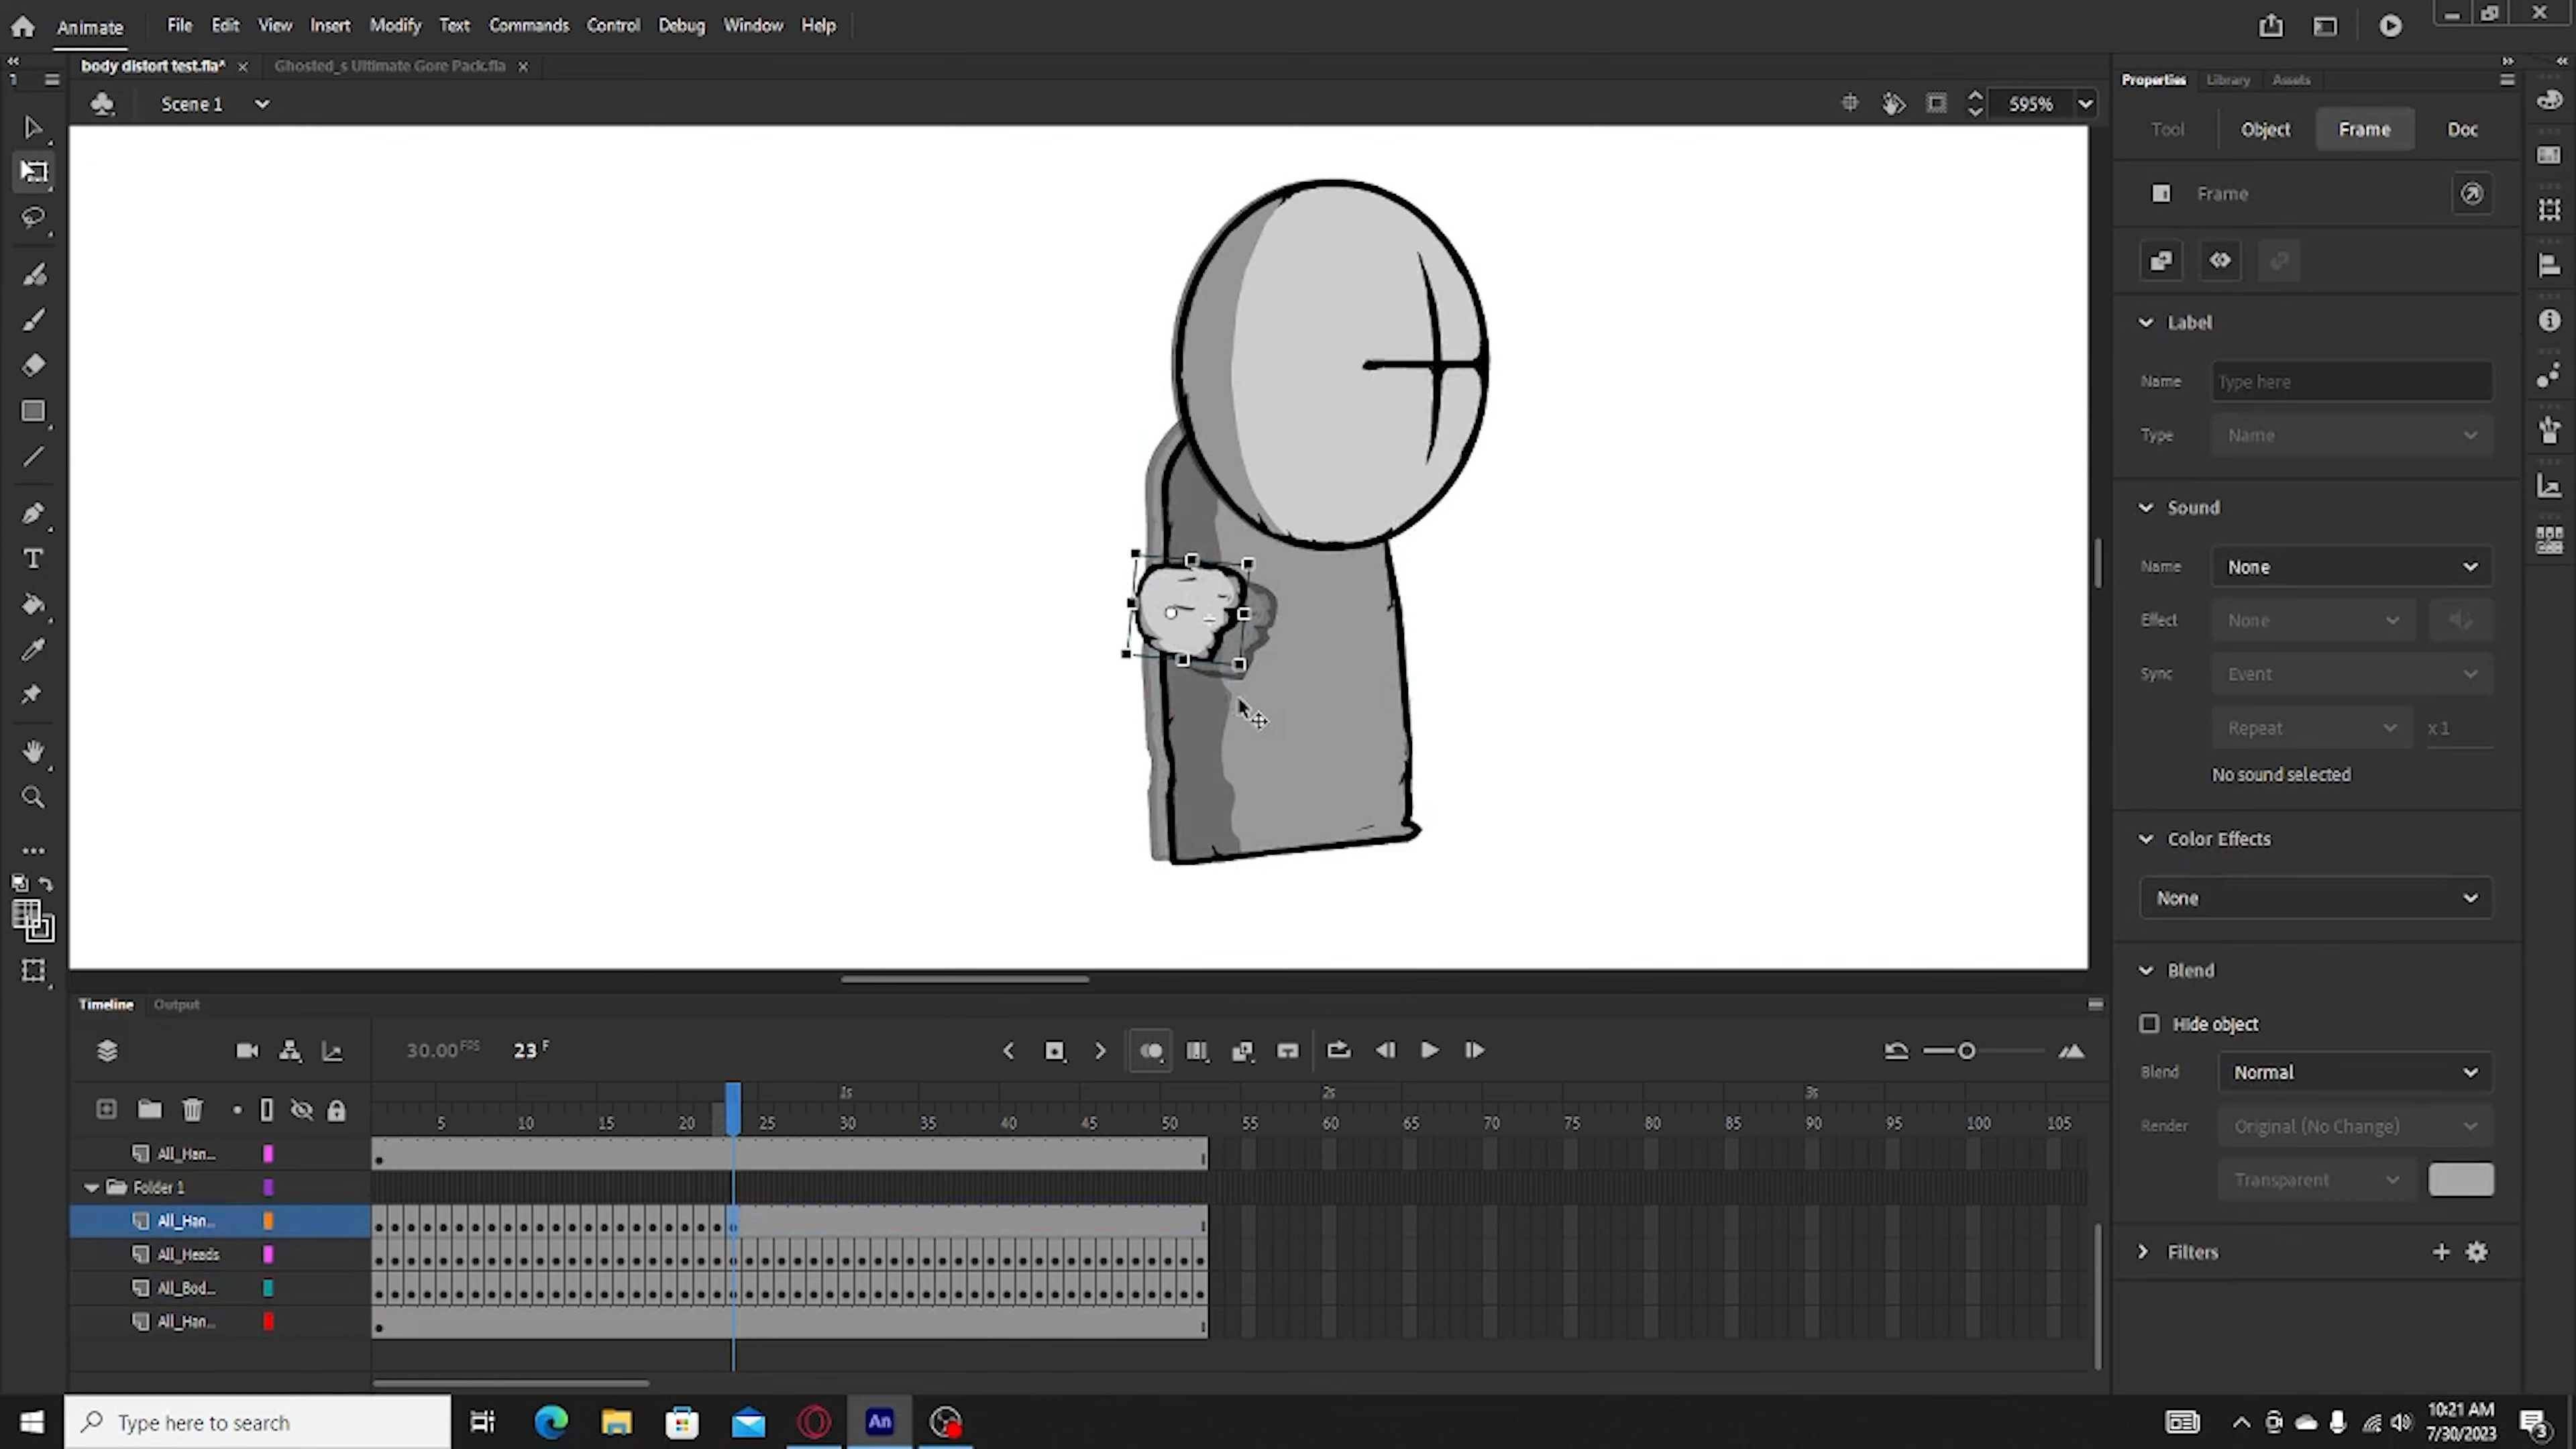 Animate File Edit View Insert Modify Text Commands Control Debug Window Help
body distort test.fla* × Ghosted_s Ultimate Gore Pack.fla ×
1
Scene 1
595%
Properties Library Assets
Tool Object Frame Doc
Frame
Label
Name Type here
Type Name
Sound
Name None
Effect None
Sync Event
Repeat x 1
No sound selected
Color Effects
None
Blend
Hide object
Blend Normal
Render Original (No Change)
Transparent
Filters
Timeline Output
30.00 FPS 23 F
1s 2s 3s
5 10 15 20 25 30 35 40 45 50 55 60 65 70 75 80 85 90 95 100 105
All_Han...
Folder 1
All_Han...
All_Heads
All_Bod...
All_Han...
Type here to search
An
10:21 AM
7/30/2023
3